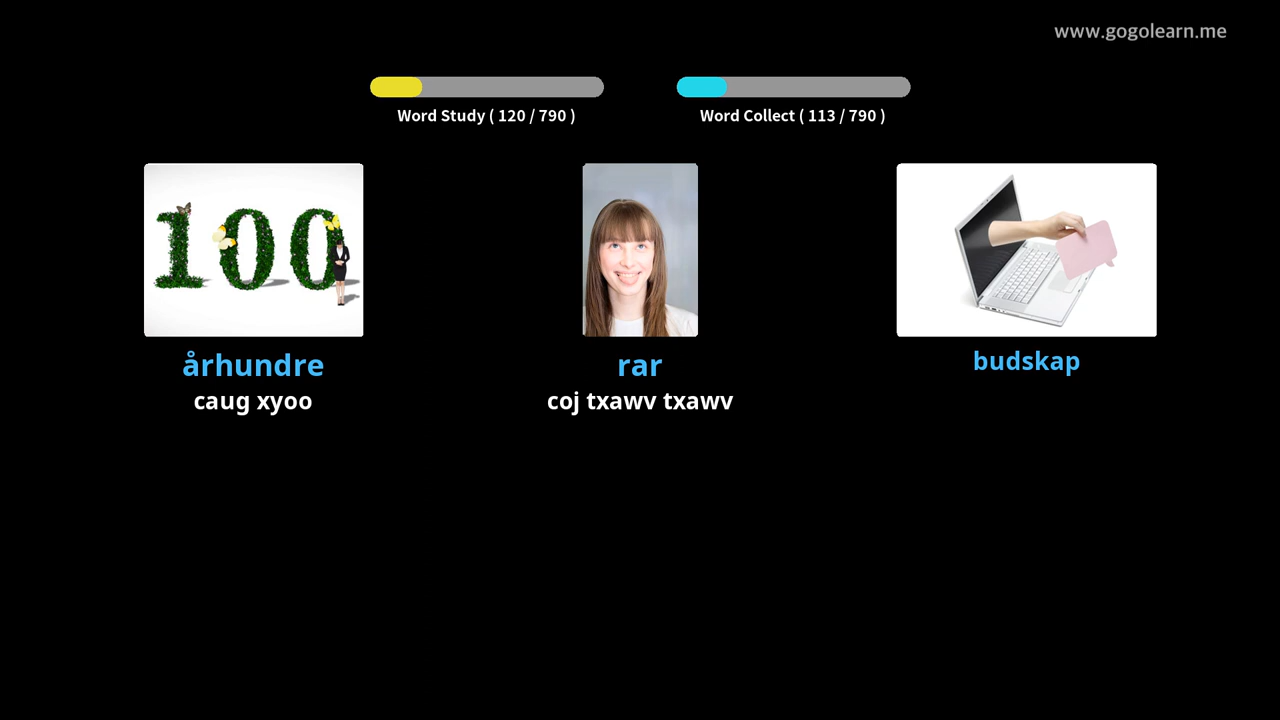 www.gogolearn.me
Word Study ( 120 / 790 )
Word Collect ( 113 / 790 )
100
århundre
caug xyoo
rar
coj txawv txawv
budskap